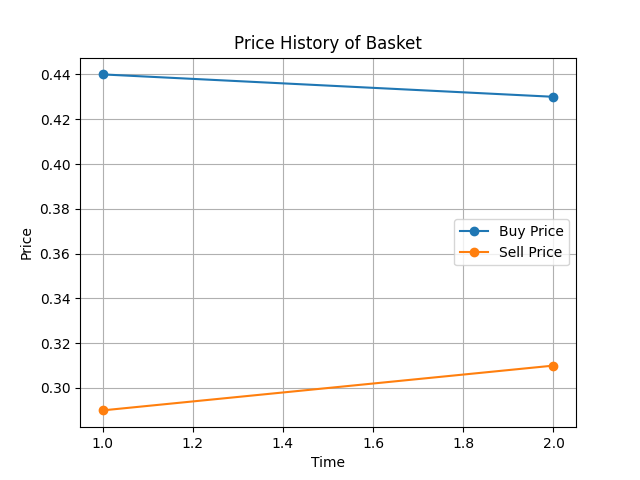 Price History of Basket
0.44
0.42
0.40
0.38
0.36
0.34
0.32
0.30
Price
Buy Price
Sell Price
1.0 1.2 1.4 1.6 1.8 2.0
Time